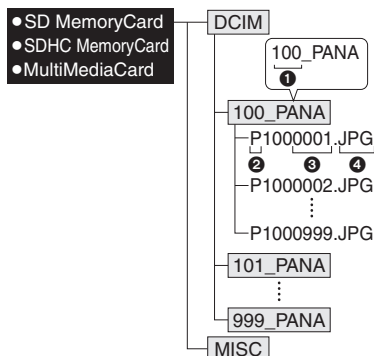 ● SD MemoryCard
● SDHC MemoryCard
● MultiMediaCard
DCIM
100_PANA
❶
100_PANA
P1000001.JPG
❷ ❸ ❹
P1000002.JPG
⋮
P1000999.JPG
101_PANA
⋮
999_PANA
MISC